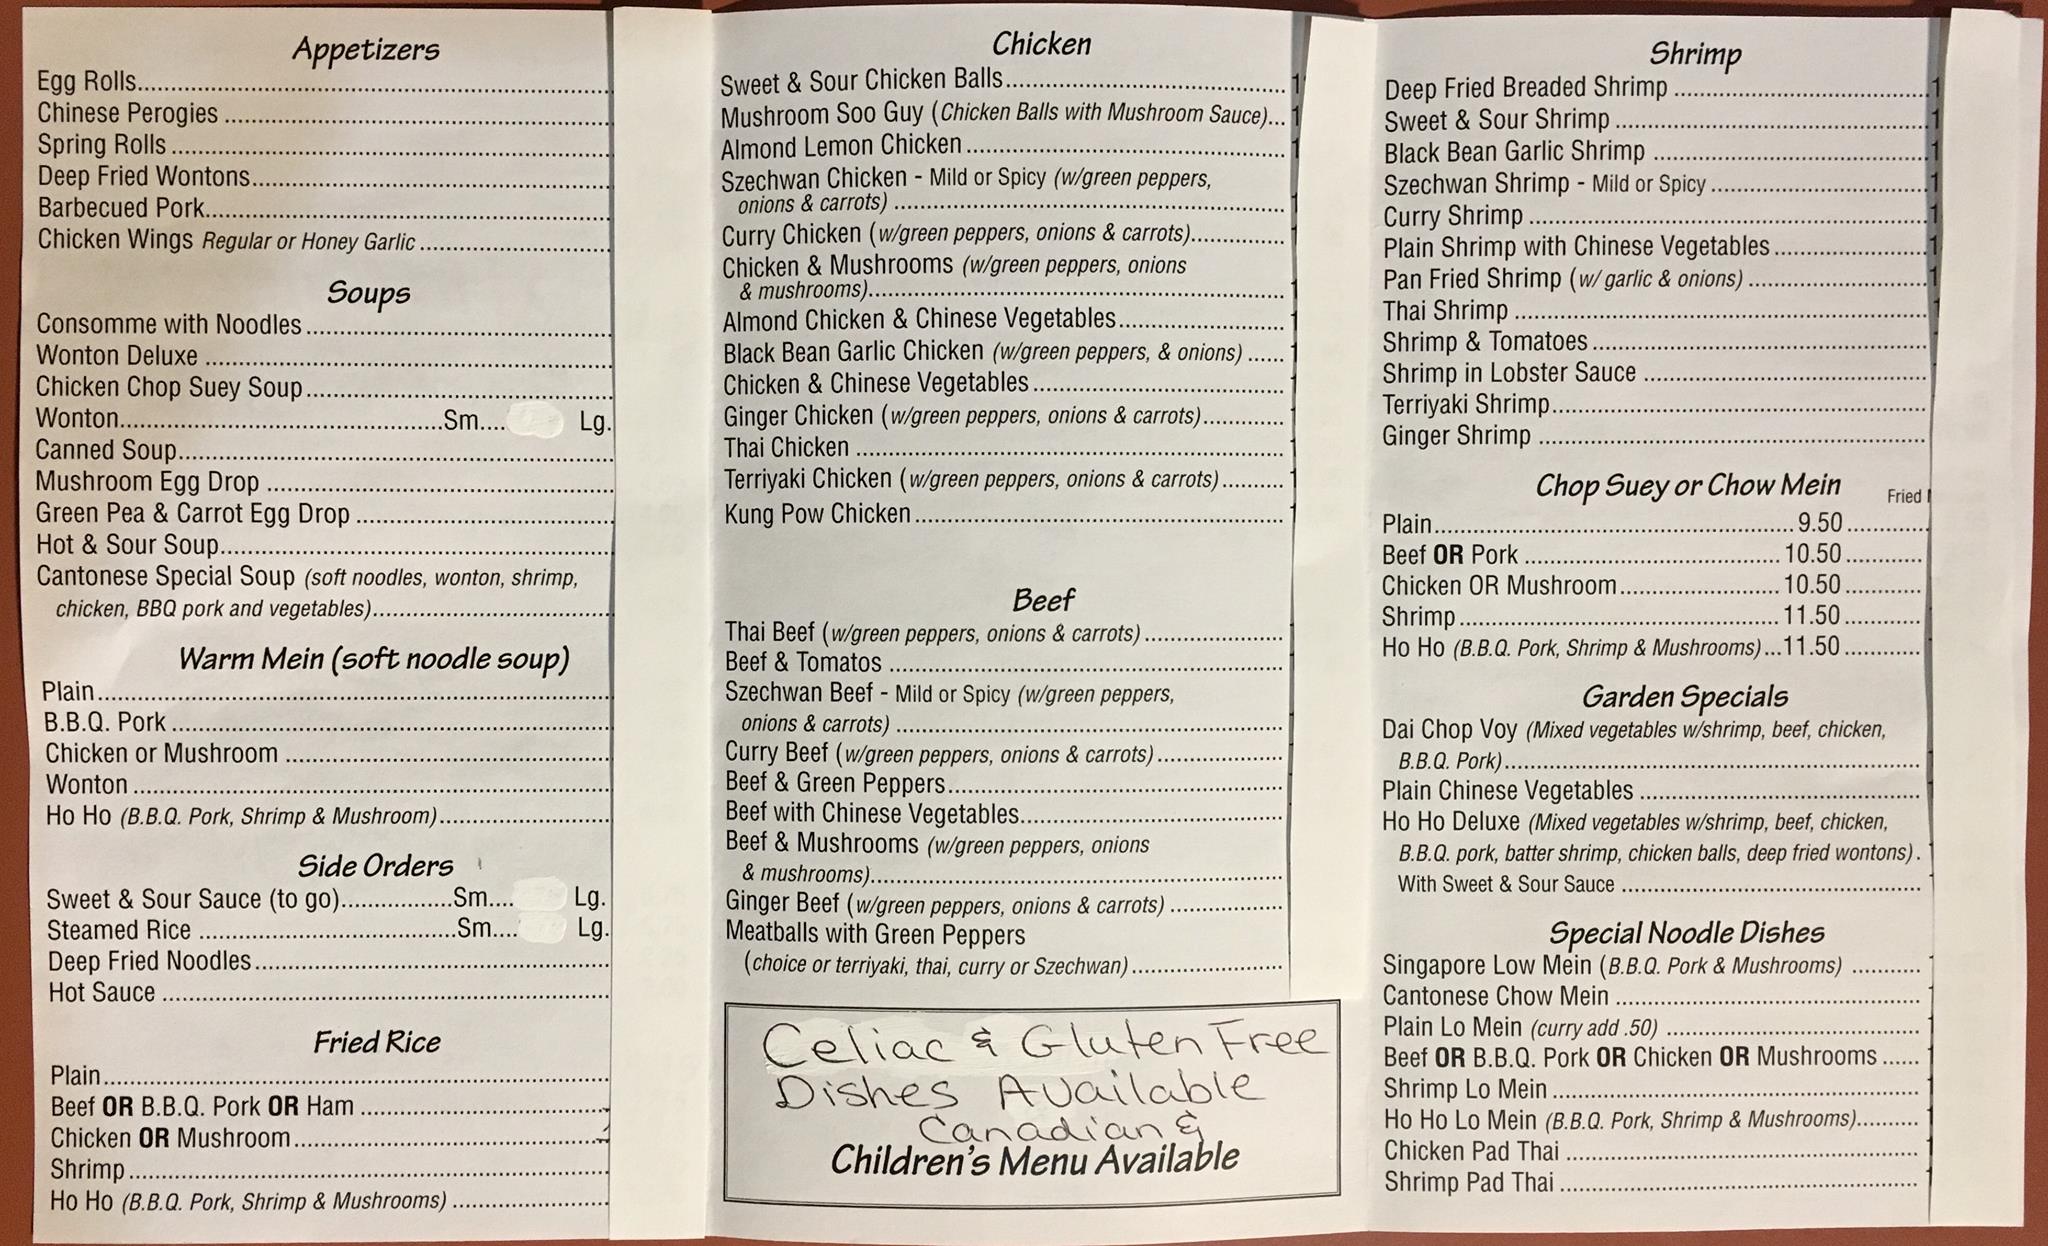 Appetizers
Egg Rolls
Chinese Perogies
Spring Rolls
Deep Fried Wontons
Barbecued Pork
Chicken Wings Regular or Honey Garlic
Soups
Consomme with Noodles
Wonton Deluxe
Chicken Chop Suey Soup
Wonton Sm. Lg.
Canned Soup
Mushroom Egg Drop
Green Pea & Carrot Egg Drop
Hot & Sour Soup
Cantonese Special Soup (soft noodles, wonton, shrimp,
chicken, BBQ pork and vegetables)
Warm Mein (soft noodle soup)
Plain
B.B.Q. Pork
Chicken or Mushroom
Wonton
Ho Ho (B.B.Q. Pork, Shrimp & Mushroom)
Side Orders
Sweet & Sour Sauce (to go) Sm. Lg.
Steamed Rice Sm. Lg.
Deep Fried Noodles
Hot Sauce
Fried Rice
Plain
Beef OR B.B.Q. Pork OR Ham
Chicken OR Mushroom
Shrimp
Ho Ho (B.B.Q. Pork, Shrimp & Mushrooms)
Chicken
Sweet & Sour Chicken Balls
Mushroom Soo Guy (Chicken Balls with Mushroom Sauce)
Almond Lemon Chicken
Szechwan Chicken - Mild or Spicy (w/green peppers,
onions & carrots)
Curry Chicken (w/green peppers, onions & carrots)
Chicken & Mushrooms (w/green peppers, onions
& mushrooms)
Almond Chicken & Chinese Vegetables
Black Bean Garlic Chicken (w/green peppers, & onions)
Chicken & Chinese Vegetables
Ginger Chicken (w/green peppers, onions & carrots)
Thai Chicken
Terriyaki Chicken (w/green peppers, onions & carrots)
Kung Pow Chicken
Beef
Thai Beef (w/green peppers, onions & carrots)
Beef & Tomatos
Szechwan Beef - Mild or Spicy (w/green peppers,
onions & carrots)
Curry Beef (w/green peppers, onions & carrots)
Beef & Green Peppers
Beef with Chinese Vegetables
Beef & Mushrooms (w/green peppers, onions
& mushrooms)
Ginger Beef (w/green peppers, onions & carrots)
Meatballs with Green Peppers
(choice or terriyaki, thai, curry or Szechwan)
Celiac & Gluten Free
Dishes Available
Canadian &
Children's Menu Available
Shrimp
Deep Fried Breaded Shrimp
Sweet & Sour Shrimp
Black Bean Garlic Shrimp
Szechwan Shrimp - Mild or Spicy
Curry Shrimp
Plain Shrimp with Chinese Vegetables
Pan Fried Shrimp (w/ garlic & onions)
Thai Shrimp
Shrimp & Tomatoes
Shrimp in Lobster Sauce
Terriyaki Shrimp
Ginger Shrimp
Chop Suey or Chow Mein Fried
Plain 9.50
Beef OR Pork 10.50
Chicken OR Mushroom 10.50
Shrimp 11.50
Ho Ho (B.B.Q. Pork, Shrimp & Mushrooms) 11.50
Garden Specials
Dai Chop Voy (Mixed vegetables w/shrimp, beef, chicken,
B.B.Q. Pork)
Plain Chinese Vegetables
Ho Ho Deluxe (Mixed vegetables w/shrimp, beef, chicken,
B.B.Q. pork, batter shrimp, chicken balls, deep fried wontons).
With Sweet & Sour Sauce
Special Noodle Dishes
Singapore Low Mein (B.B.Q. Pork & Mushrooms)
Cantonese Chow Mein
Plain Lo Mein (curry add .50)
Beef OR B.B.Q. Pork OR Chicken OR Mushrooms
Shrimp Lo Mein
Ho Ho Lo Mein (B.B.Q. Pork, Shrimp & Mushrooms)
Chicken Pad Thai
Shrimp Pad Thai